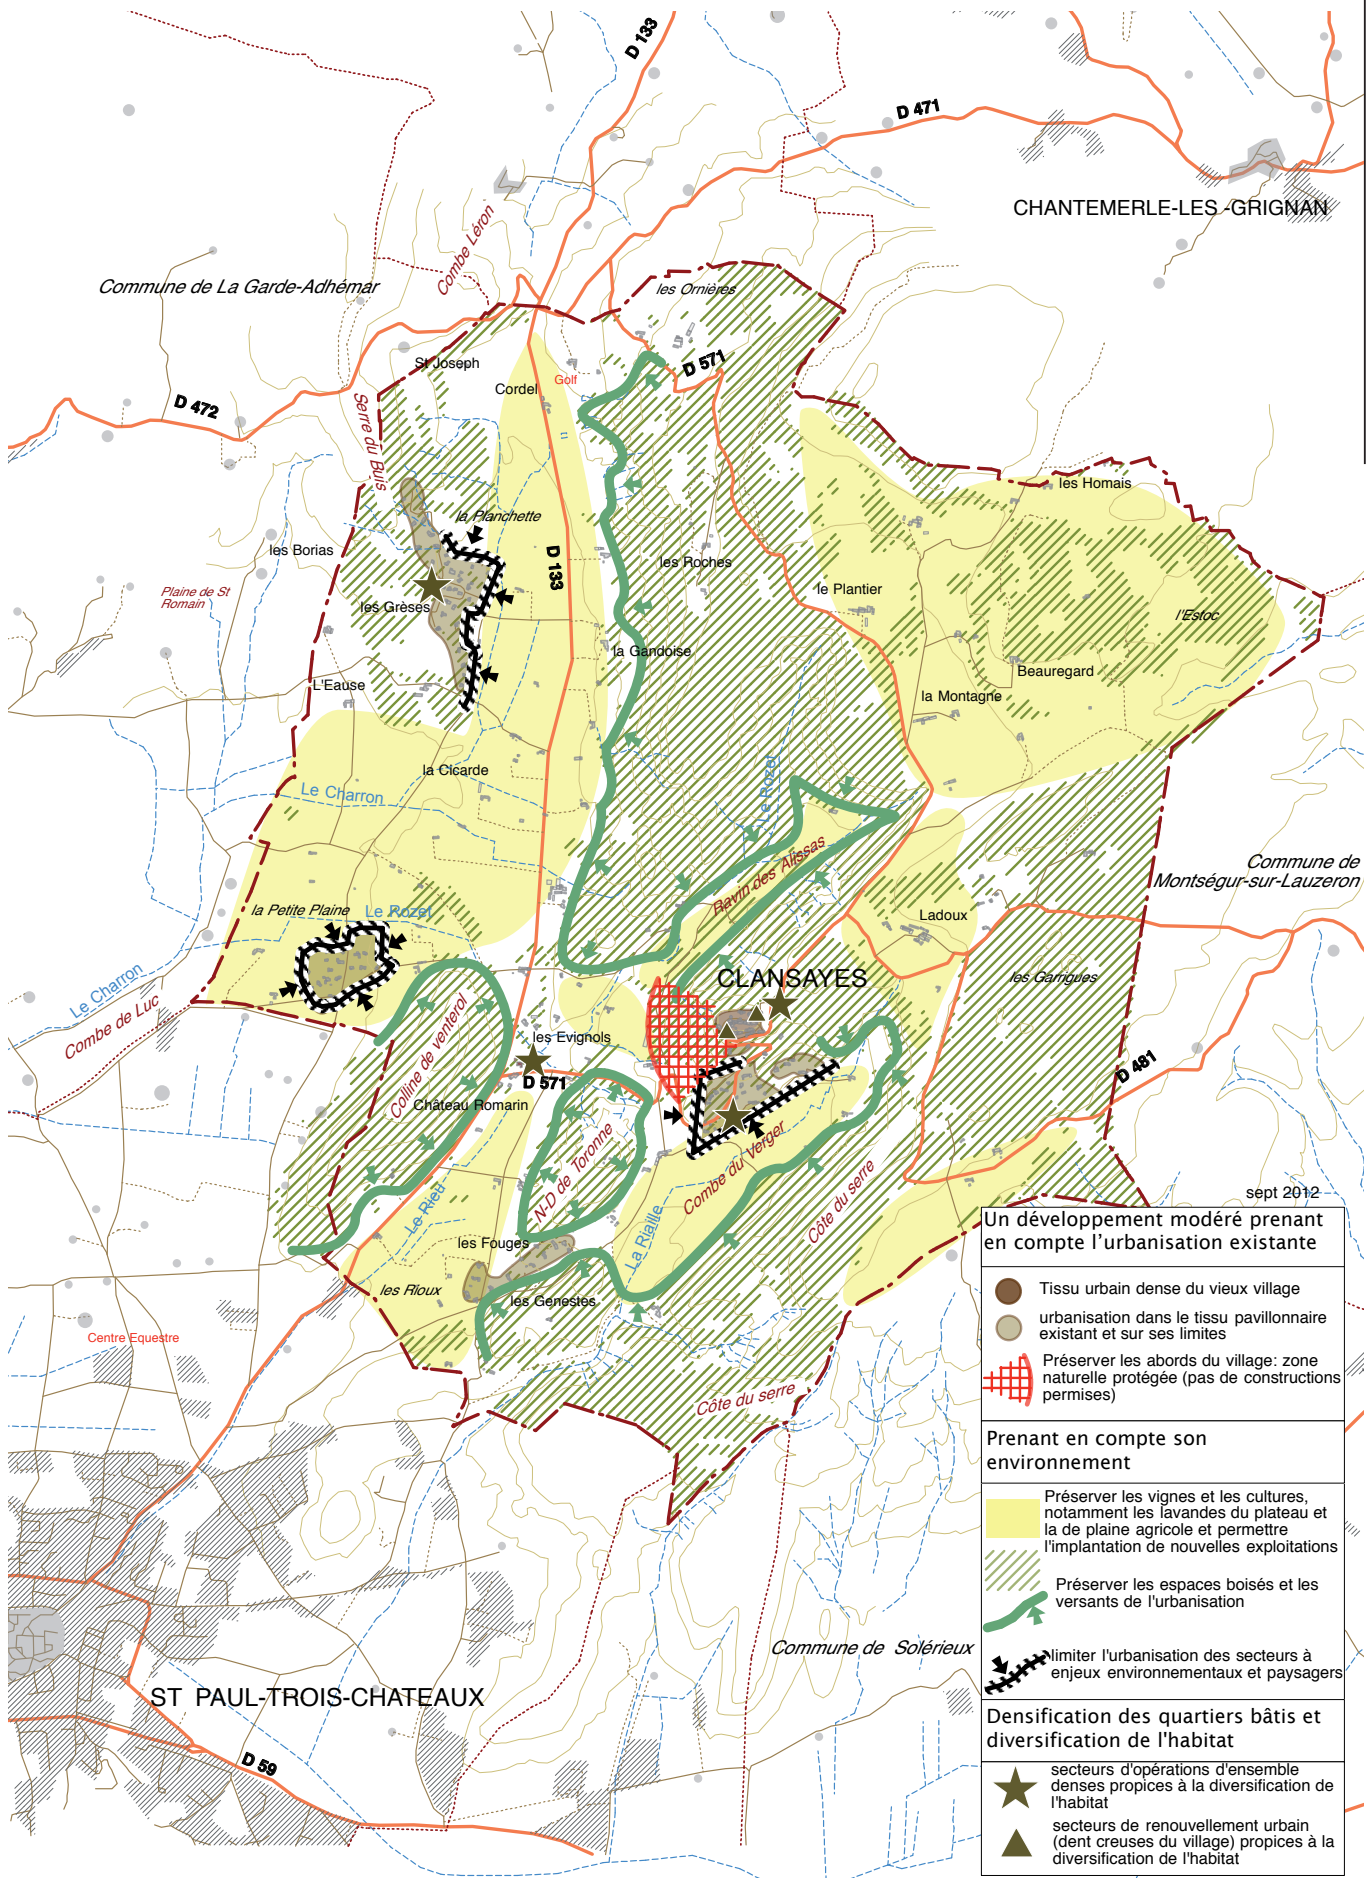 D 133
D 471
CHANTEMERLE-LES -GRIGNAN
Combe Léron
Commune de La Garde-Adhémar
les Ornières
St Joseph
D 571
Cordel
Golf
D 472
Serre du Buis
les Homais
la Planchette
les Borias
D 133
les Roches
le Plantier
Plaine de St
Romain
les Grèses
l'Estoc
la Gandoise
Beauregard
L'Eause
la Montagne
la Cicarde
Le Rozet
Le Charron
Ravin des Alissas
Commune de
Montségur-sur-Lauzeron
la Petite Plaine
Le Rozet
Ladoux
Le Charron
CLANSAYES
les Garrigues
Combe de Luc
Colline de venterol
les Evignols
D 571
D 481
Château Romarin
N-D de Toronne
Combe du Verger
Côte du serre
Le Rieu
La Riaille
les Fouges
les Rioux
les Genestes
Centre Equestre
Côte du serre
Commune de Solérieux
ST PAUL-TROIS-CHATEAUX
D 59
sept 2012
Un développement modéré prenant
en compte l'urbanisation existante
Tissu urbain dense du vieux village
urbanisation dans le tissu pavillonnaire
existant et sur ses limites
Préserver les abords du village: zone
naturelle protégée (pas de constructions
permises)
Prenant en compte son
environnement
Préserver les vignes et les cultures,
notamment les lavandes du plateau et
la de plaine agricole et permettre
l'implantation de nouvelles exploitations
Préserver les espaces boisés et les
versants de l'urbanisation
limiter l'urbanisation des secteurs à
enjeux environnementaux et paysagers
Densification des quartiers bâtis et
diversification de l'habitat
secteurs d'opérations d'ensemble
denses propices à la diversification de
l'habitat
secteurs de renouvellement urbain
(dent creuses du village) propices à la
diversification de l'habitat